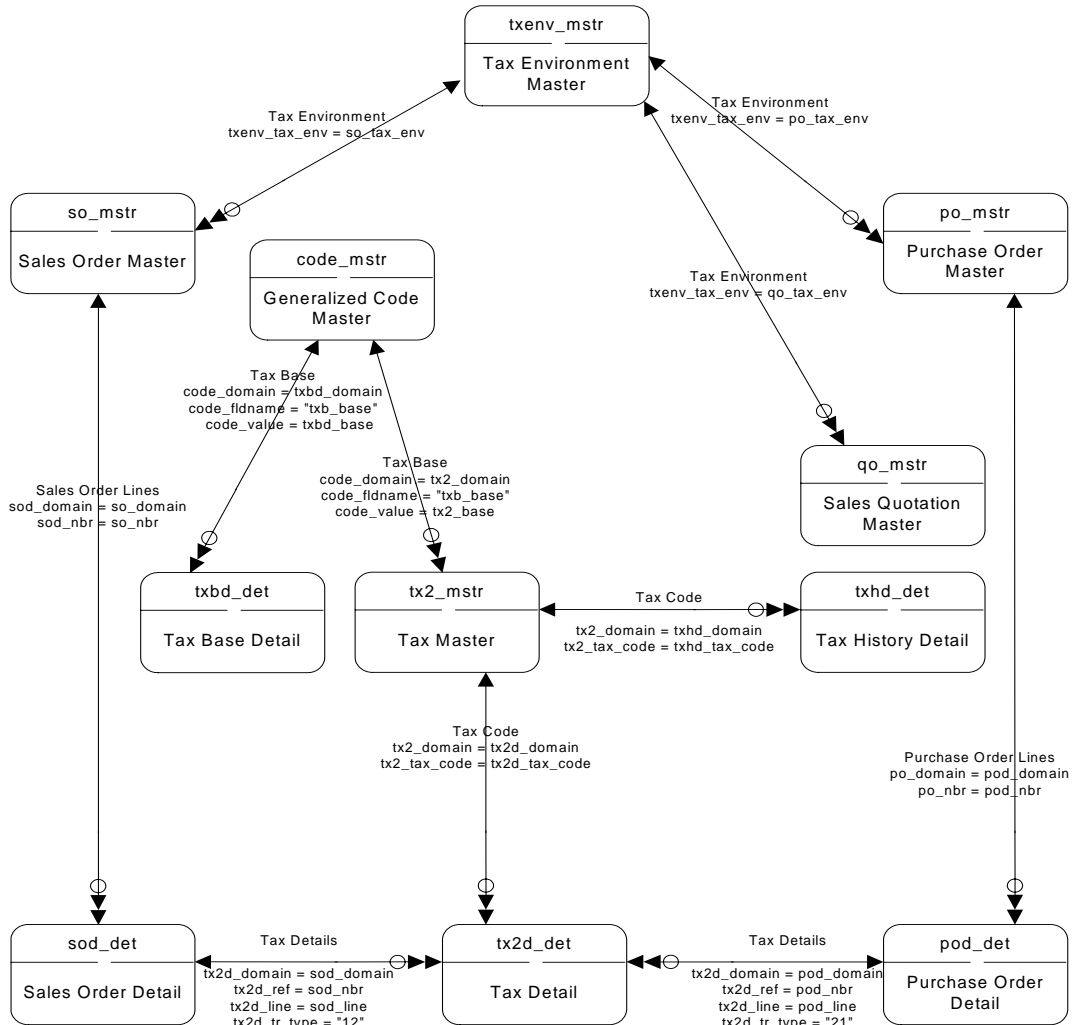 txenv_mstr
Tax Environment
Master
Tax Environment
txenv_tax_env = so_tax_env
Tax Environment
txenv_tax_env = po_tax_env
so_mstr
Sales Order Master
po_mstr
Purchase Order
Master
code_mstr
Generalized Code
Master
Tax Environment
txenv_tax_env = qo_tax_env
Tax Base
code_domain = txbd_domain
code_fldname = "txb_base"
code_value = txbd_base
Tax Base
code_domain = tx2_domain
code_fldname = "txb_base"
code_value = tx2_base
qo_mstr
Sales Quotation
Master
Sales Order Lines
sod_domain = so_domain
sod_nbr = so_nbr
txbd_det
Tax Base Detail
tx2_mstr
Tax Master
Tax Code
tx2_domain = txhd_domain
tx2_tax_code = txhd_tax_code
txhd_det
Tax History Detail
Tax Code
tx2_domain = tx2d_domain
tx2_tax_code = tx2d_tax_code
Purchase Order Lines
po_domain = pod_domain
po_nbr = pod_nbr
sod_det
Sales Order Detail
Tax Details
tx2d_domain = sod_domain
tx2d_ref = sod_nbr
tx2d_line = sod_line
tx2d_tr_type = "12"
tx2d_det
Tax Detail
Tax Details
tx2d_domain = pod_domain
tx2d_ref = pod_nbr
tx2d_line = pod_line
tx2d_tr_type = "21"
pod_det
Purchase Order
Detail